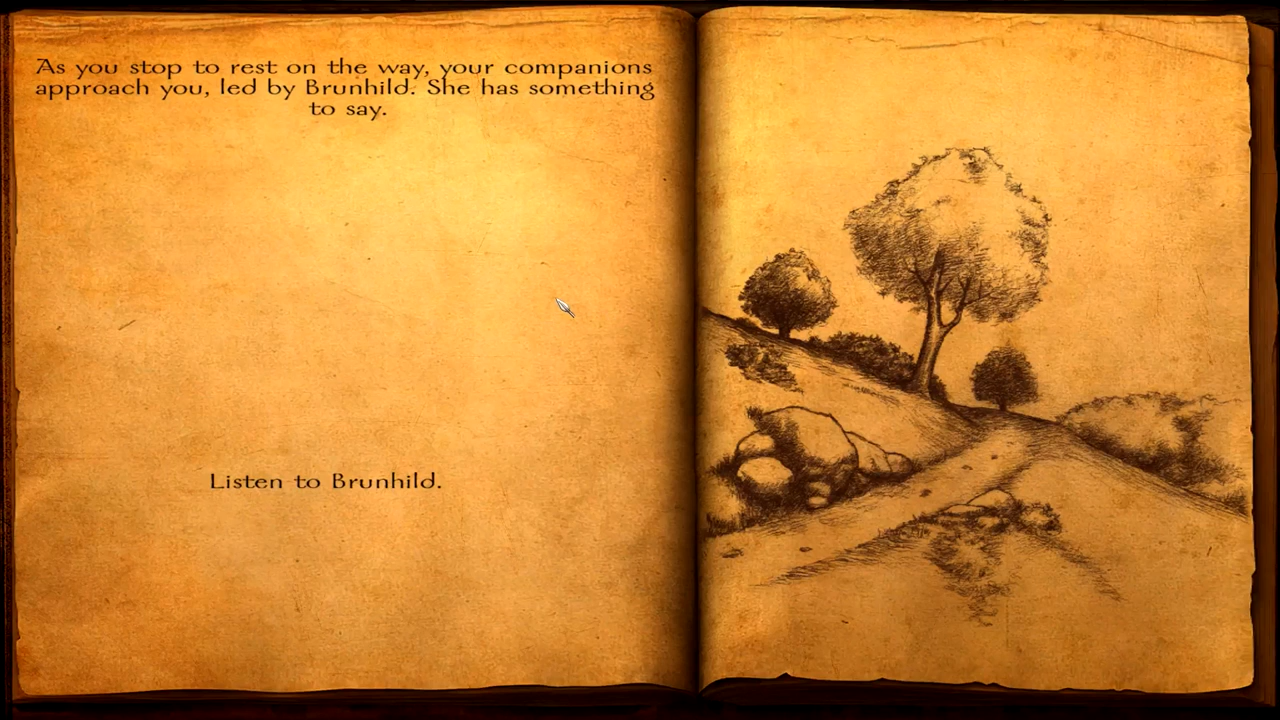 As you stop to rest on the way, your companions
approach you, led by Brunhild. She has something
to say.
Listen to Brunhild.